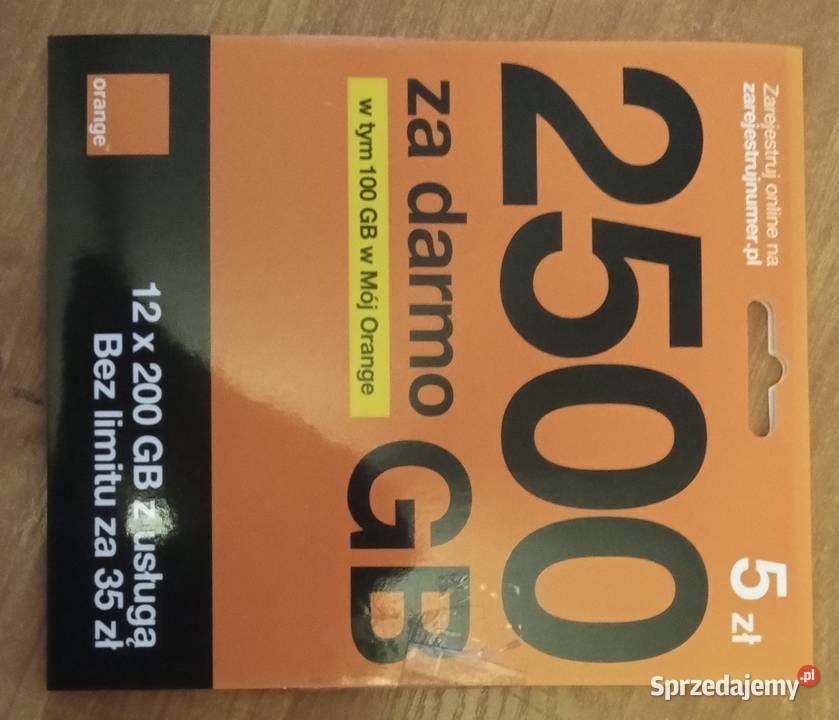 Zarejestruj online na
zarejestrujnumer.pl
5 zł
2500
za darmo GB
w tym 100 GB w Mój Orange
orange
12 x 200 GB z usługą
Bez limitu za 35 zł
Sprzedajemy.pl